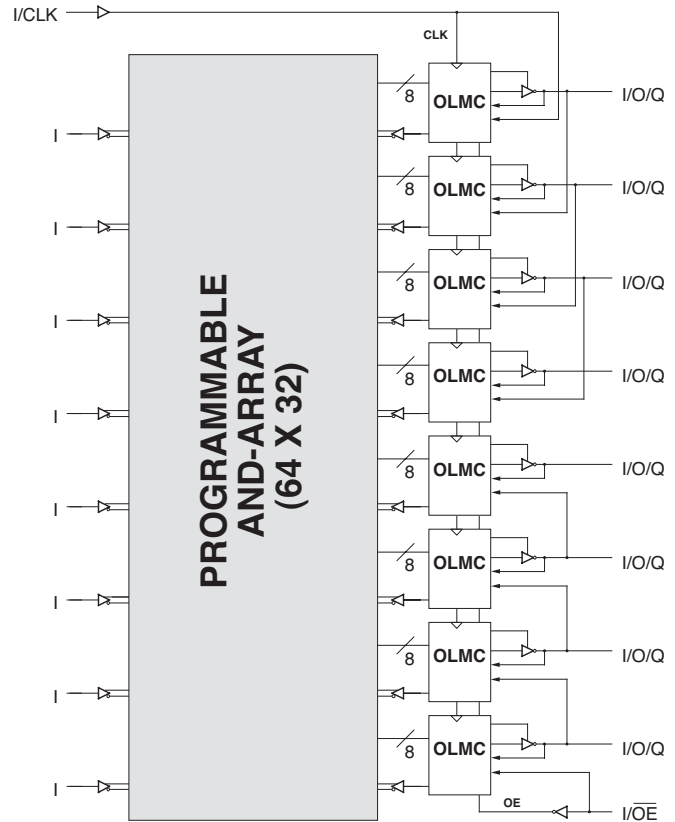 I/CLK
CLK
8
OLMC
I/O/Q
I
8
OLMC
I/O/Q
I
8
OLMC
I/O/Q
I
8
OLMC
I/O/Q
I
8
OLMC
I/O/Q
I
8
OLMC
I/O/Q
I
8
OLMC
I/O/Q
I
8
OLMC
I/O/Q
I
OE
I/O̅E̅
PROGRAMMABLE
AND-ARRAY
(64 X 32)